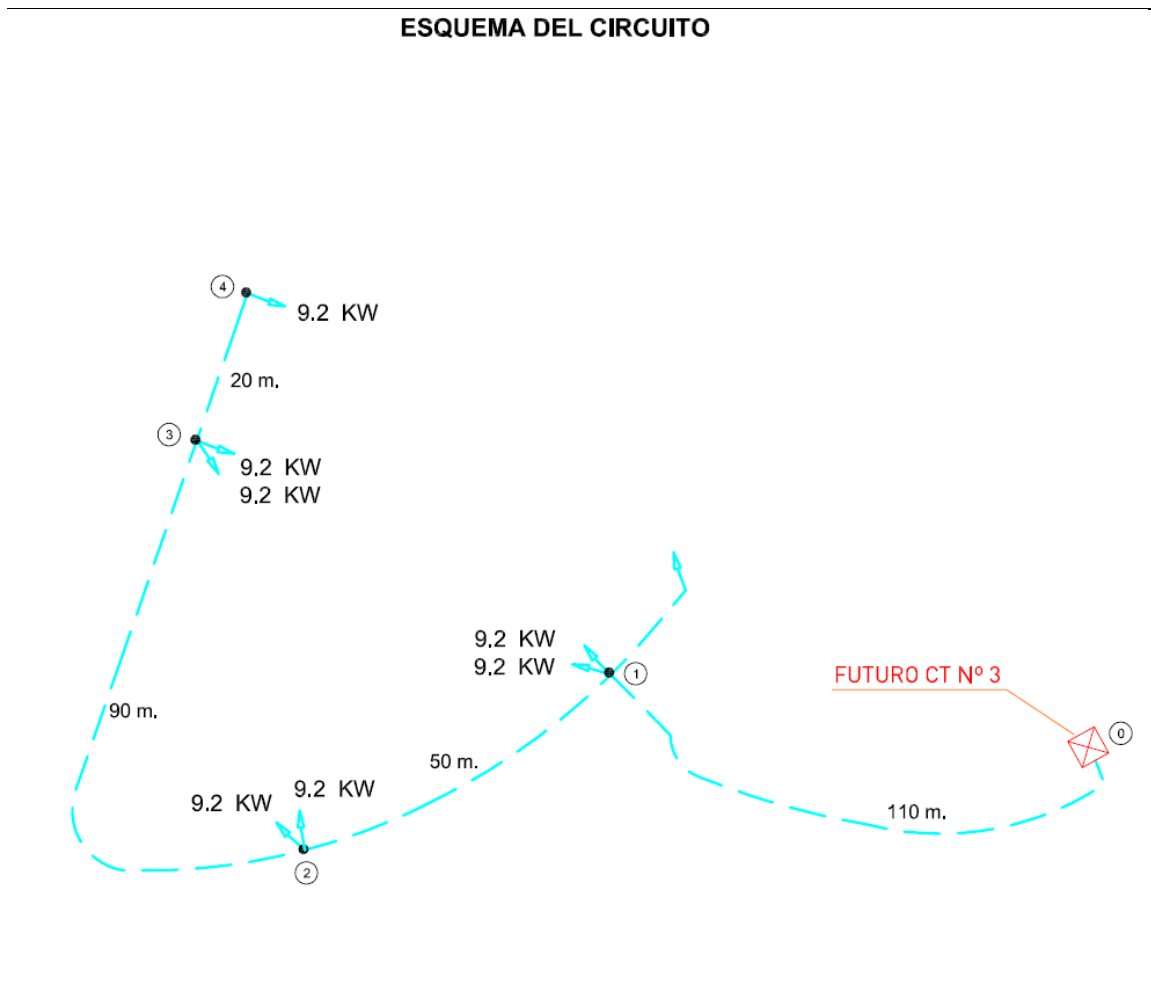 ESQUEMA DEL CIRCUITO
4
9.2 KW
20 m.
3
9.2 KW
9.2 KW
9.2 KW
9.2 KW
1
FUTURO CT Nº 3
0
90 m.
50 m.
9.2 KW
9.2 KW
110 m.
2